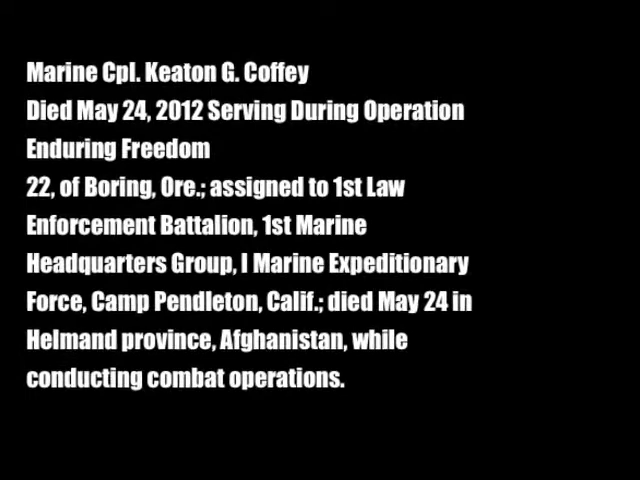 Marine Cpl. Keaton G. Coffey
Died May 24, 2012 Serving During Operation
Enduring Freedom
22, of Boring, Ore.; assigned to 1st Law
Enforcement Battalion, 1st Marine
Headquarters Group, I Marine Expeditionary
Force, Camp Pendleton, Calif.; died May 24 in
Helmand province, Afghanistan, while
conducting combat operations.